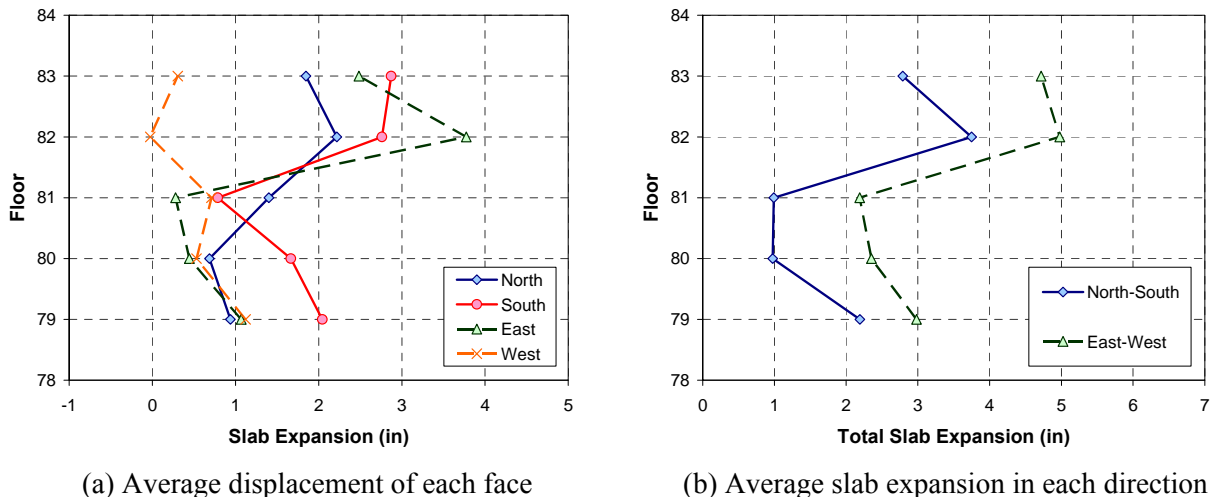 84
83
82
81
80
79
78
Floor
-1 0 1 2 3 4 5
Slab Expansion (in)
North
South
East
West
(a) Average displacement of each face
84
83
82
81
80
79
78
Floor
0 1 2 3 4 5 6 7
Total Slab Expansion (in)
North-South
East-West
(b) Average slab expansion in each direction